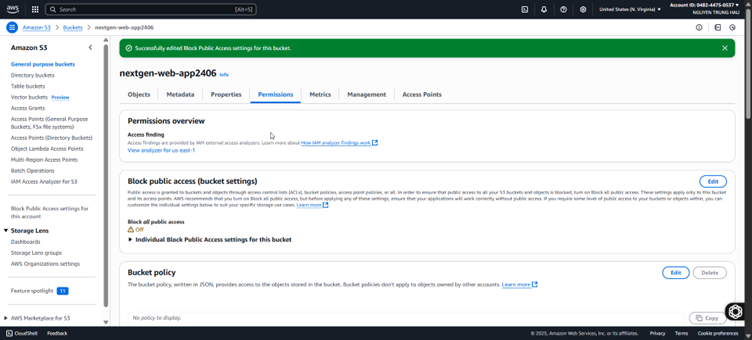 aws
Search
[Alt+S]
United States (N. Virginia)
Account ID: 0482-4475-0537
NGUYEN TRUNG HAU
Amazon S3 > Buckets > nextgen-web-app2406
Amazon S3
General purpose buckets
Directory buckets
Table buckets
Vector buckets Preview
Access Grants
Access Points (General Purpose
Buckets, FSx file systems)
Access Points (Directory Buckets)
Object Lambda Access Points
Multi-Region Access Points
Batch Operations
IAM Access Analyzer for S3
Block Public Access settings for
this account
Storage Lens
Dashboards
Storage Lens groups
AWS Organizations settings
Feature spotlight 11
AWS Marketplace for S3
Successfully edited Block Public Access settings for this bucket.
nextgen-web-app2406 Info
Objects Metadata Properties Permissions Metrics Management Access Points
Permissions overview
Access finding
Access findings are provided by IAM external access analyzers. Learn more about How IAM analyzer findings work
View analyzer for us-east-1
Block public access (bucket settings)
Edit
Public access is granted to buckets and objects through access control lists (ACLs), bucket policies, access point policies, or all. In order to ensure that public access to all your S3 buckets and objects is blocked, turn on Block all public access. These settings apply only to this bucket
and its access points. AWS recommends that you turn on Block all public access, but before applying any of these settings, ensure that your applications will work correctly without public access. If you require some level of public access to your buckets or objects within, you can
customize the individual settings below to suit your specific storage use cases. Learn more
Block all public access
Off
Individual Block Public Access settings for this bucket
Bucket policy
Edit
Delete
The bucket policy, written in JSON, provides access to the objects stored in the bucket. Bucket policies don't apply to objects owned by other accounts. Learn more
No policy to display.
Copy
CloudShell Feedback
© 2025, Amazon Web Services, Inc. or its affiliates. Privacy Terms Cookie preferences